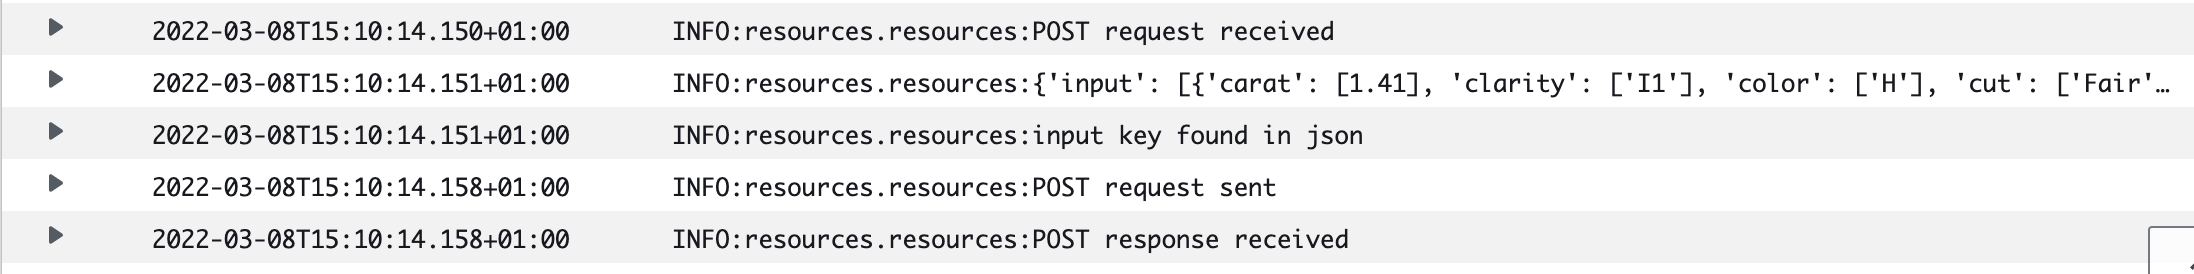 2022-03-08T15:10:14.150+01:00 INFO:resources.resources:POST request received
2022-03-08T15:10:14.151+01:00 INFO:resources.resources:{'input': [{'carat': [1.41], 'clarity': ['I1'], 'color': ['H'], 'cut': ['Fair'…
2022-03-08T15:10:14.151+01:00 INFO:resources.resources:input key found in json
2022-03-08T15:10:14.158+01:00 INFO:resources.resources:POST request sent
2022-03-08T15:10:14.158+01:00 INFO:resources.resources:POST response received